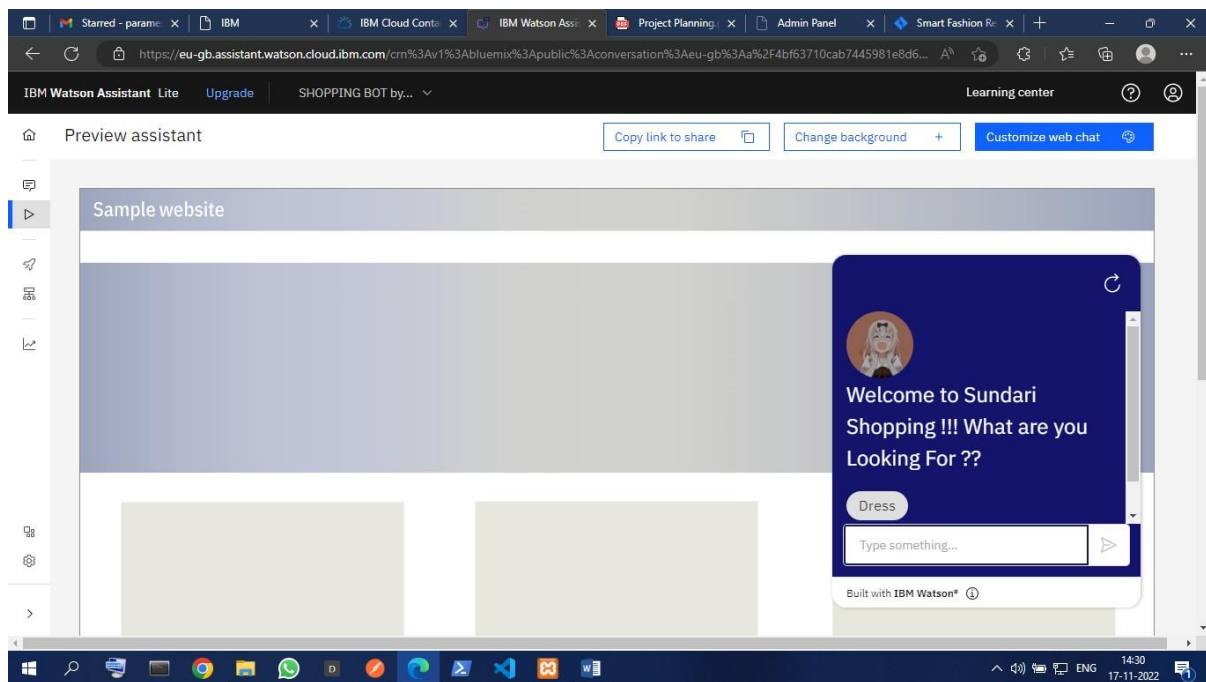 Starred - parame
IBM
IBM Cloud Conta
IBM Watson Assis
Project Planning.
Admin Panel
Smart Fashion Re
https://eu-gb.assistant.watson.cloud.ibm.com/crn%3Av1%3Abluemix%3Apublic%3Aconversation%3Aeu-gb%3Aa%2F4bf63710cab7445981e8d6...
IBM Watson Assistant Lite Upgrade SHOPPING BOT by... Learning center
Preview assistant Copy link to share Change background + Customize web chat
Sample website
Welcome to Sundari
Shopping !!! What are you
Looking For ??
Dress
Type something...
Built with IBM Watson®
ENG
14:30
17-11-2022